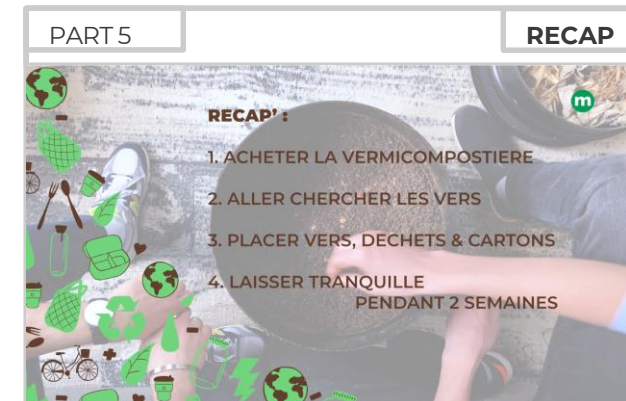 PART 5
RECAP
RECAP' :
1. ACHETER LA VERMICOMPOSTIERE
2. ALLER CHERCHER LES VERS
3. PLACER VERS, DECHETS & CARTONS
4. LAISSER TRANQUILLE
PENDANT 2 SEMAINES
m